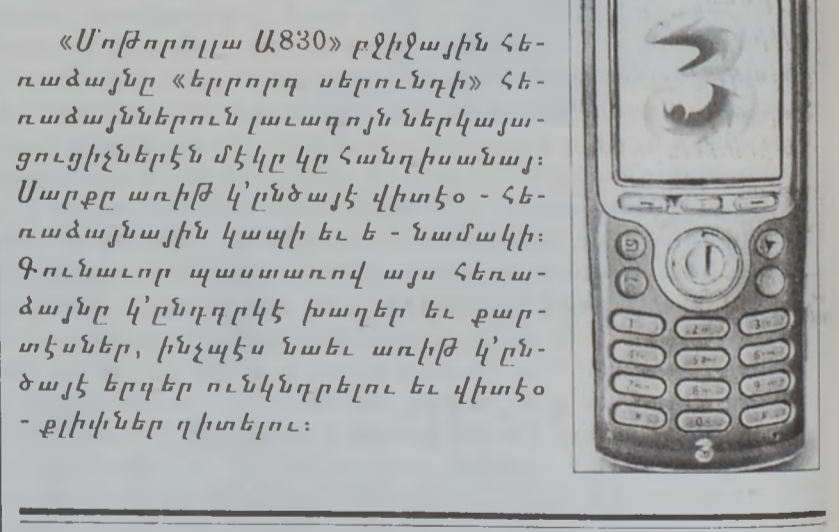 «Մոթորոլլա Ա830» բջիջային հե-
ռաձայնը «երրորդ սերունդի» հե-
ռաձայններուն լաւագոյն ներկայա-
ցուցիչներէն մէկը կը հանդիսանայ:
Սարքը առիթ կ'ընծայէ վիտէօ - հե-
ռաձայնային կապի եւ ե - նամակի:
Գունաւոր պաստառով այս հեռա-
ձայնը կ'ընդգրկէ խաղեր եւ քար-
տէսներ, ինչպէս նաեւ առիթ կ'ըն-
ծայէ երգեր ունկնդրելու եւ վիտէօ
- քլիփներ դիտելու:
3